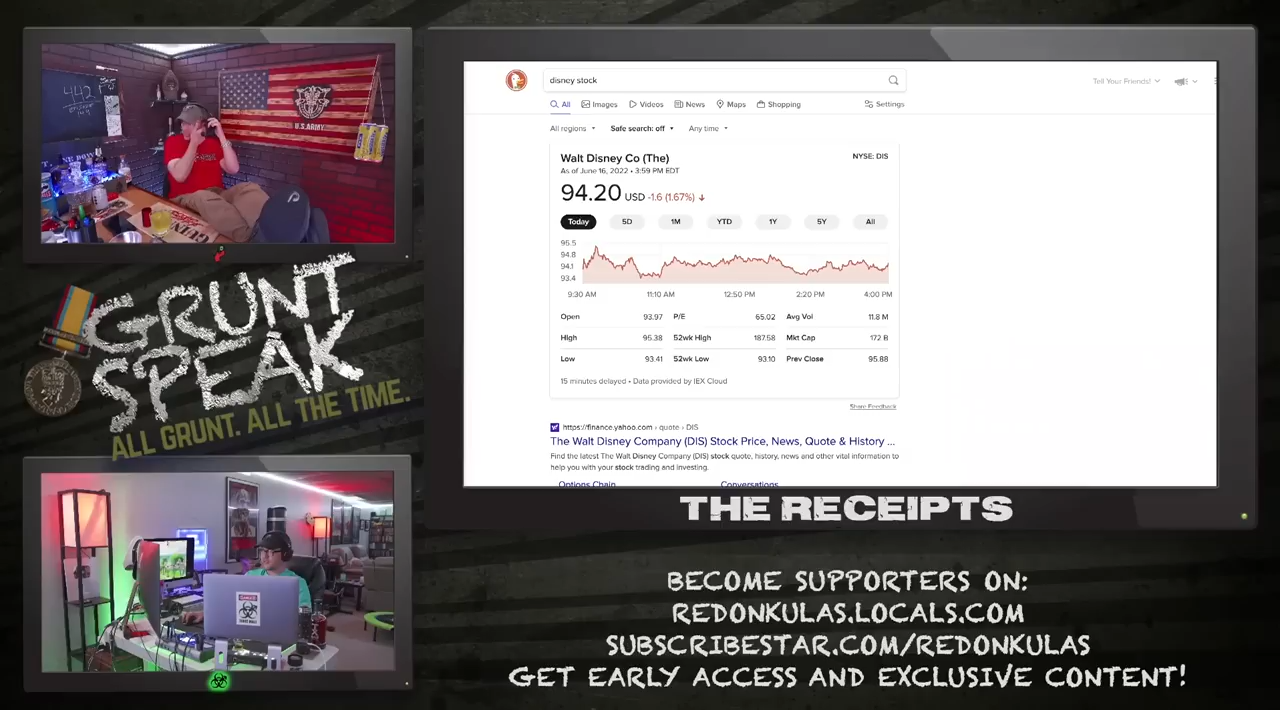 442
U.S. ARMY
GRUNT
SPEAK
ALL GRUNT. ALL THE TIME.
disney stock
Tell Your Friends!
All
Images
Videos
News
Maps
Shopping
Settings
All regions
Safe search: off
Any time
Walt Disney Co (The)
NYSE: DIS
As of June 16, 2022 • 3:59 PM EDT
94.20 USD -1.6 (1.67%) ↓
Today 5D 1M YTD 1Y 5Y All
95.5
94.8
94.1
93.4
9:30 AM 11:10 AM 12:50 PM 2:20 PM 4:00 PM
Open 93.97 P/E 65.02 Avg Vol 11.8 M
High 95.38 52wk High 187.58 Mkt Cap 172 B
Low 93.41 52wk Low 93.10 Prev Close 95.88
15 minutes delayed • Data provided by IEX Cloud
Share Feedback
https://finance.yahoo.com › quote › DIS
The Walt Disney Company (DIS) Stock Price, News, Quote & History ...
Find the latest The Walt Disney Company (DIS) stock quote, history, news and other vital information to
help you with your stock trading and investing.
Options Chain Conversations
THE RECEIPTS
BECOME SUPPORTERS ON:
REDONKULAS.LOCALS.COM
SUBSCRIBESTAR.COM/REDONKULAS
GET EARLY ACCESS AND EXCLUSIVE CONTENT!